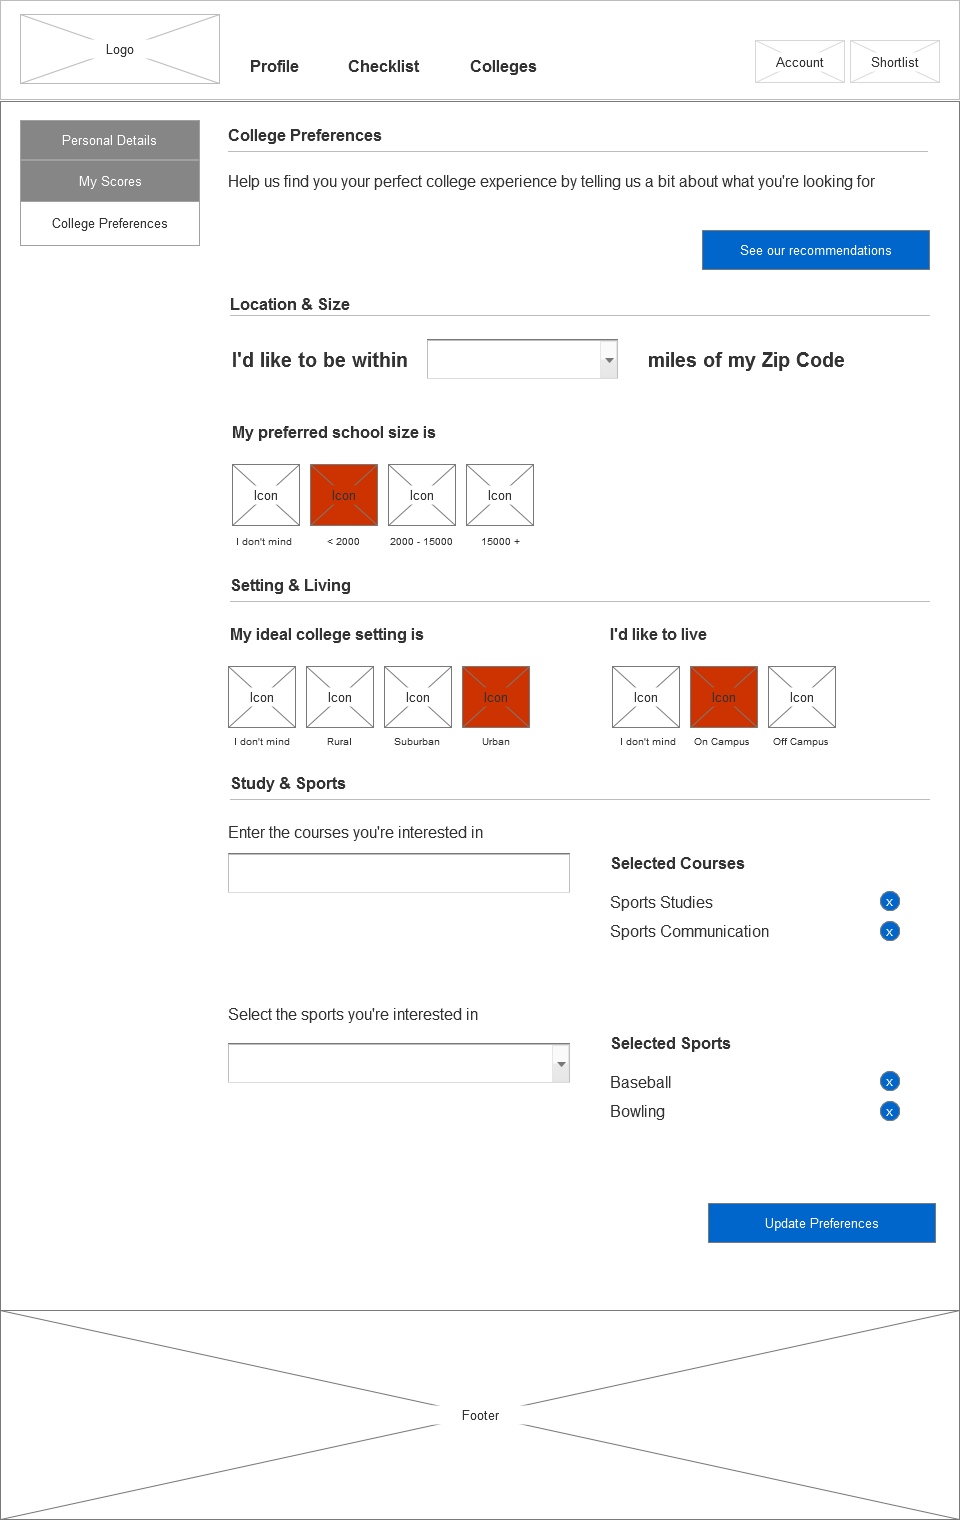 Logo
Profile Checklist Colleges
Account Shortlist
Personal Details
My Scores
College Preferences
College Preferences
Help us find you your perfect college experience by telling us a bit about what you're looking for
See our recommendations
Location & Size
I'd like to be within miles of my Zip Code
My preferred school size is
Icon Icon Icon Icon
I don't mind < 2000 2000 - 15000 15000 +
Setting & Living
My ideal college setting is
Icon Icon Icon Icon
I don't mind Rural Suburban Urban
I'd like to live
Icon Icon Icon
I don't mind On Campus Off Campus
Study & Sports
Enter the courses you're interested in
Selected Courses
Sports Studies x
Sports Communication x
Select the sports you're interested in
Selected Sports
Baseball x
Bowling x
Update Preferences
Footer